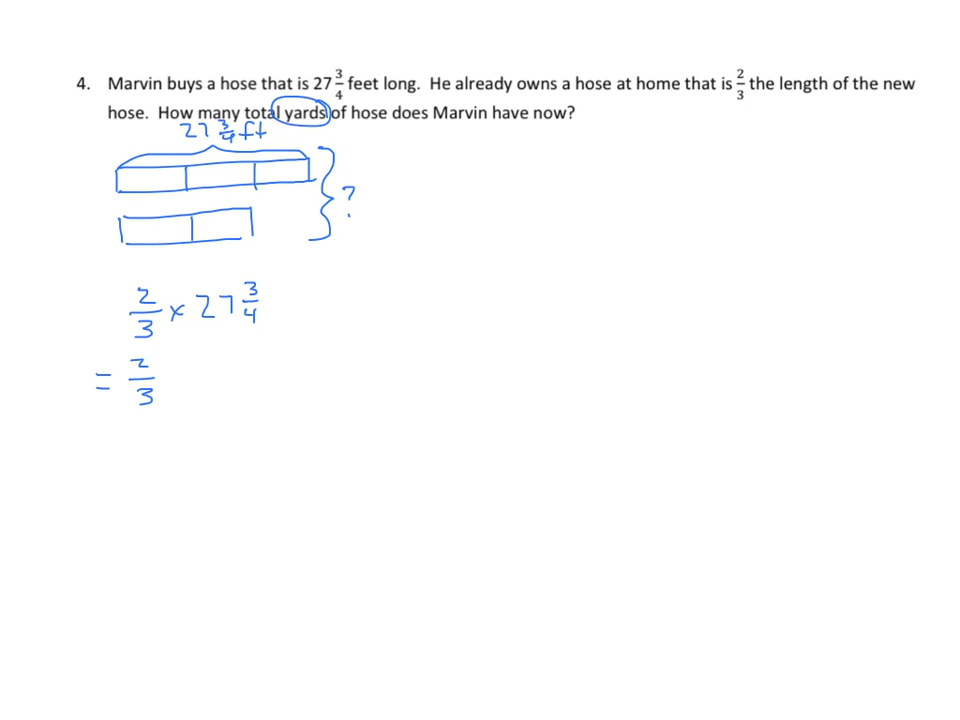 4. Marvin buys a hose that is 27 3/4 feet long. He already owns a hose at home that is 2/3 the length of the new
hose. How many total yards of hose does Marvin have now?
27 3/4 ft
?
2/3 × 27 3/4
= 2/3